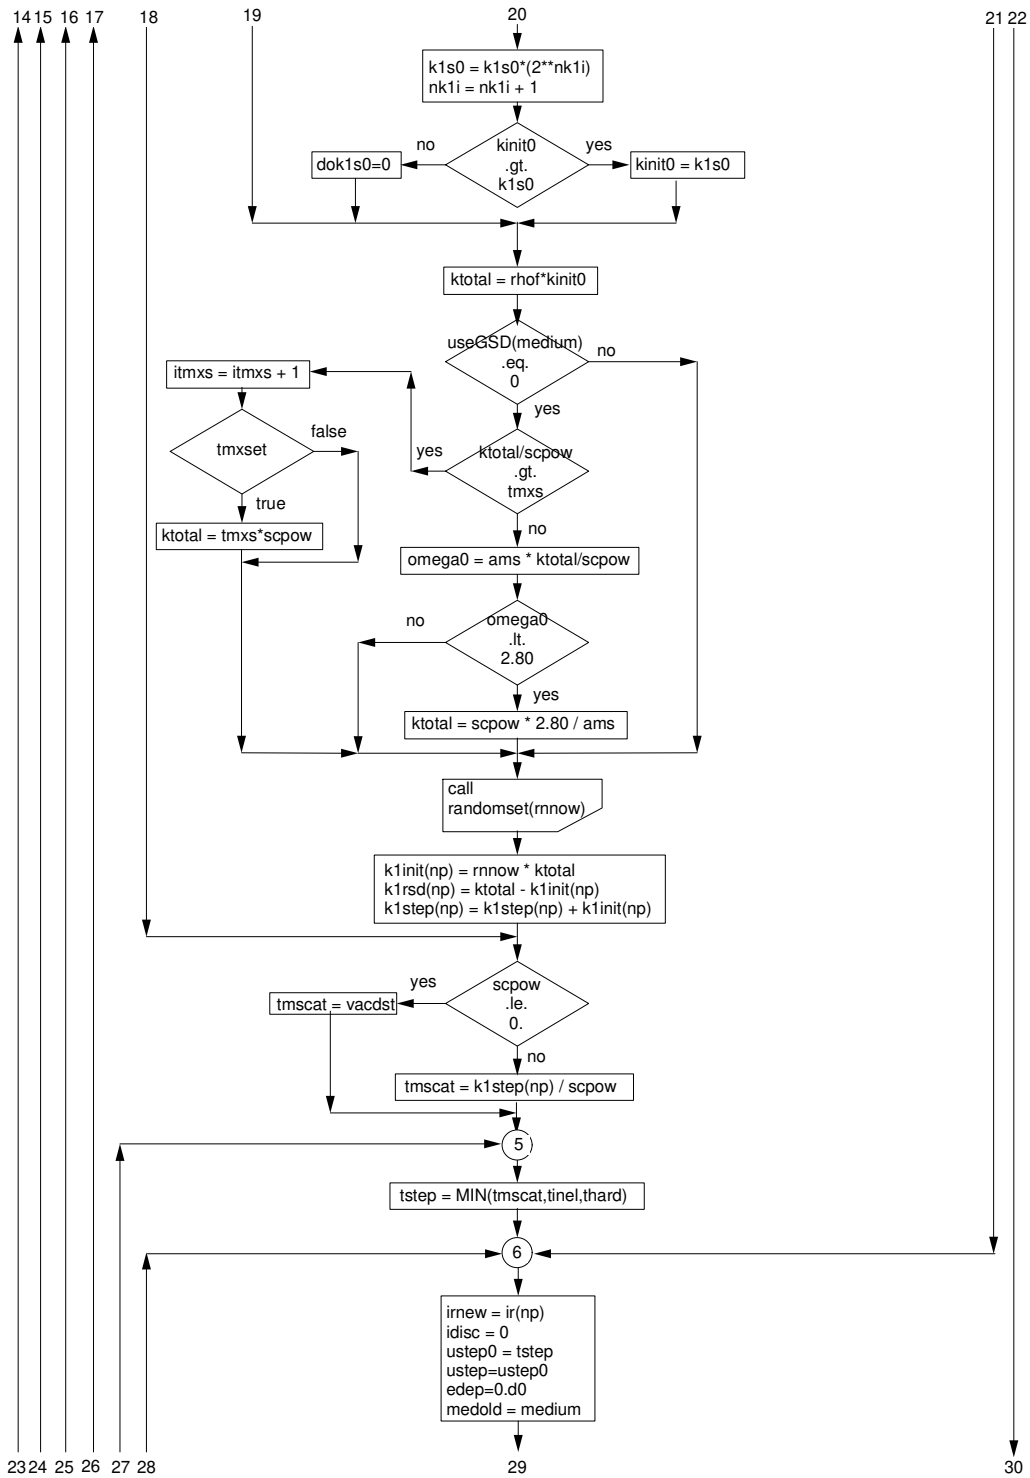 14 15 16 17 18 19 20 21 22
k1s0 = k1s0*(2**nk1i)
nk1i = nk1i + 1
no
kinit0
.gt.
k1s0
yes
dok1s0=0
kinit0 = k1s0
ktotal = rhof*kinit0
useGSD(medium)
.eq.
0
no
yes
itmxs = itmxs + 1
tmxset
false
true
yes
ktotal/scpow
.gt.
tmxs
no
ktotal = tmxs*scpow
omega0 = ams * ktotal/scpow
no
omega0
.lt.
2.80
yes
ktotal = scpow * 2.80 / ams
call
randomset(rnnow)
k1init(np) = rnnow * ktotal
k1rsd(np) = ktotal - k1init(np)
k1step(np) = k1step(np) + k1init(np)
yes
scpow
.le.
0.
tmscat = vacdst
no
tmscat = k1step(np) / scpow
5
tstep = MIN(tmscat,tinel,thard)
6
irnew = ir(np)
idisc = 0
ustep0 = tstep
ustep=ustep0
edep=0.d0
medold = medium
23 24 25 26 27 28 29 30